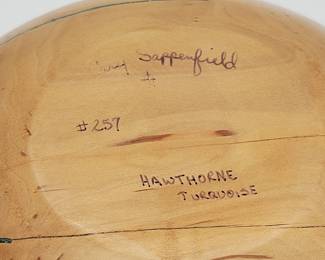 Sappenfield
#257
HAWTHORNE
TURQUOISE